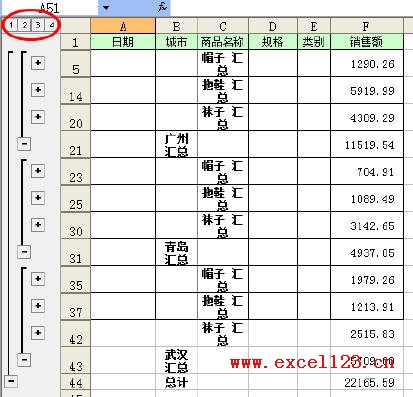 A51 fx
1 2 3 4 A B C D E F
1 日期 城市 商品名称 规格 类别 销售额
5 帽子 汇总 1290.26
14 拖鞋 汇总 5919.99
20 袜子 汇总 4309.29
21 广州 汇总 11519.54
23 帽子 汇总 704.91
25 拖鞋 汇总 1089.49
30 袜子 汇总 3142.65
31 青岛 汇总 4937.05
35 帽子 汇总 1979.26
37 拖鞋 汇总 1213.91
42 袜子 汇总 2515.83
43 武汉 汇总
www.excel123.cn
44 总计 22165.59